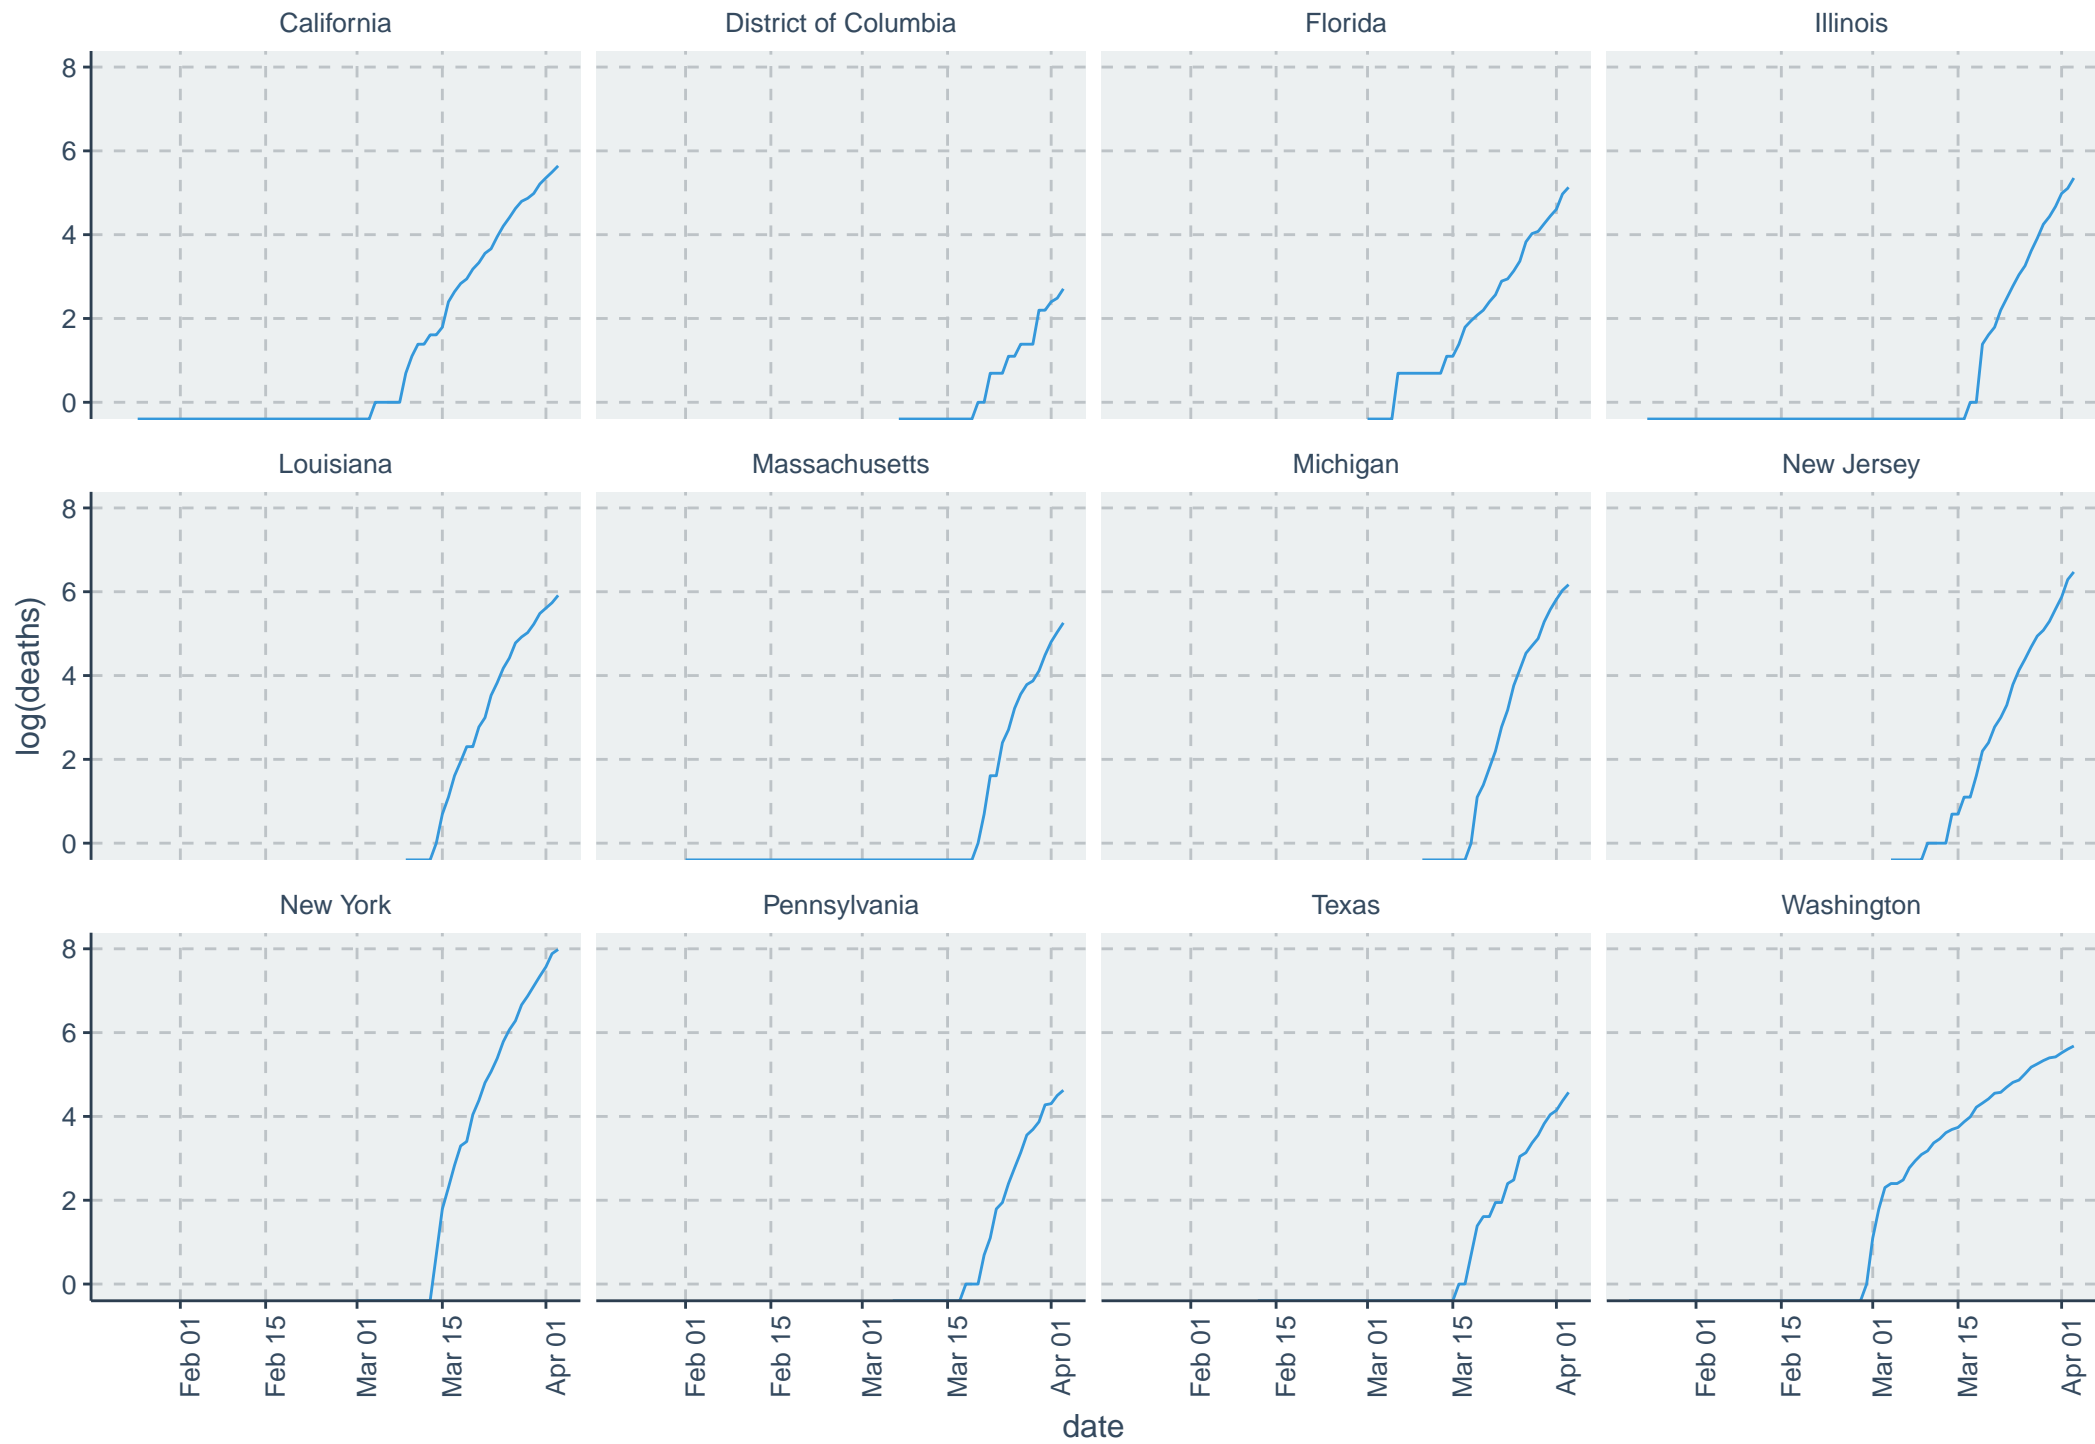 California
District of Columbia
Florida
Illinois
8
6
4
2
0
Louisiana
Massachusetts
Michigan
New Jersey
8
6
4
2
0
New York
Pennsylvania
Texas
Washington
8
6
4
2
0
log(deaths)
Feb 01
Feb 15
Mar 01
Mar 15
Apr 01
Feb 01
Feb 15
Mar 01
Mar 15
Apr 01
Feb 01
Feb 15
Mar 01
Mar 15
Apr 01
Feb 01
Feb 15
Mar 01
Mar 15
Apr 01
date